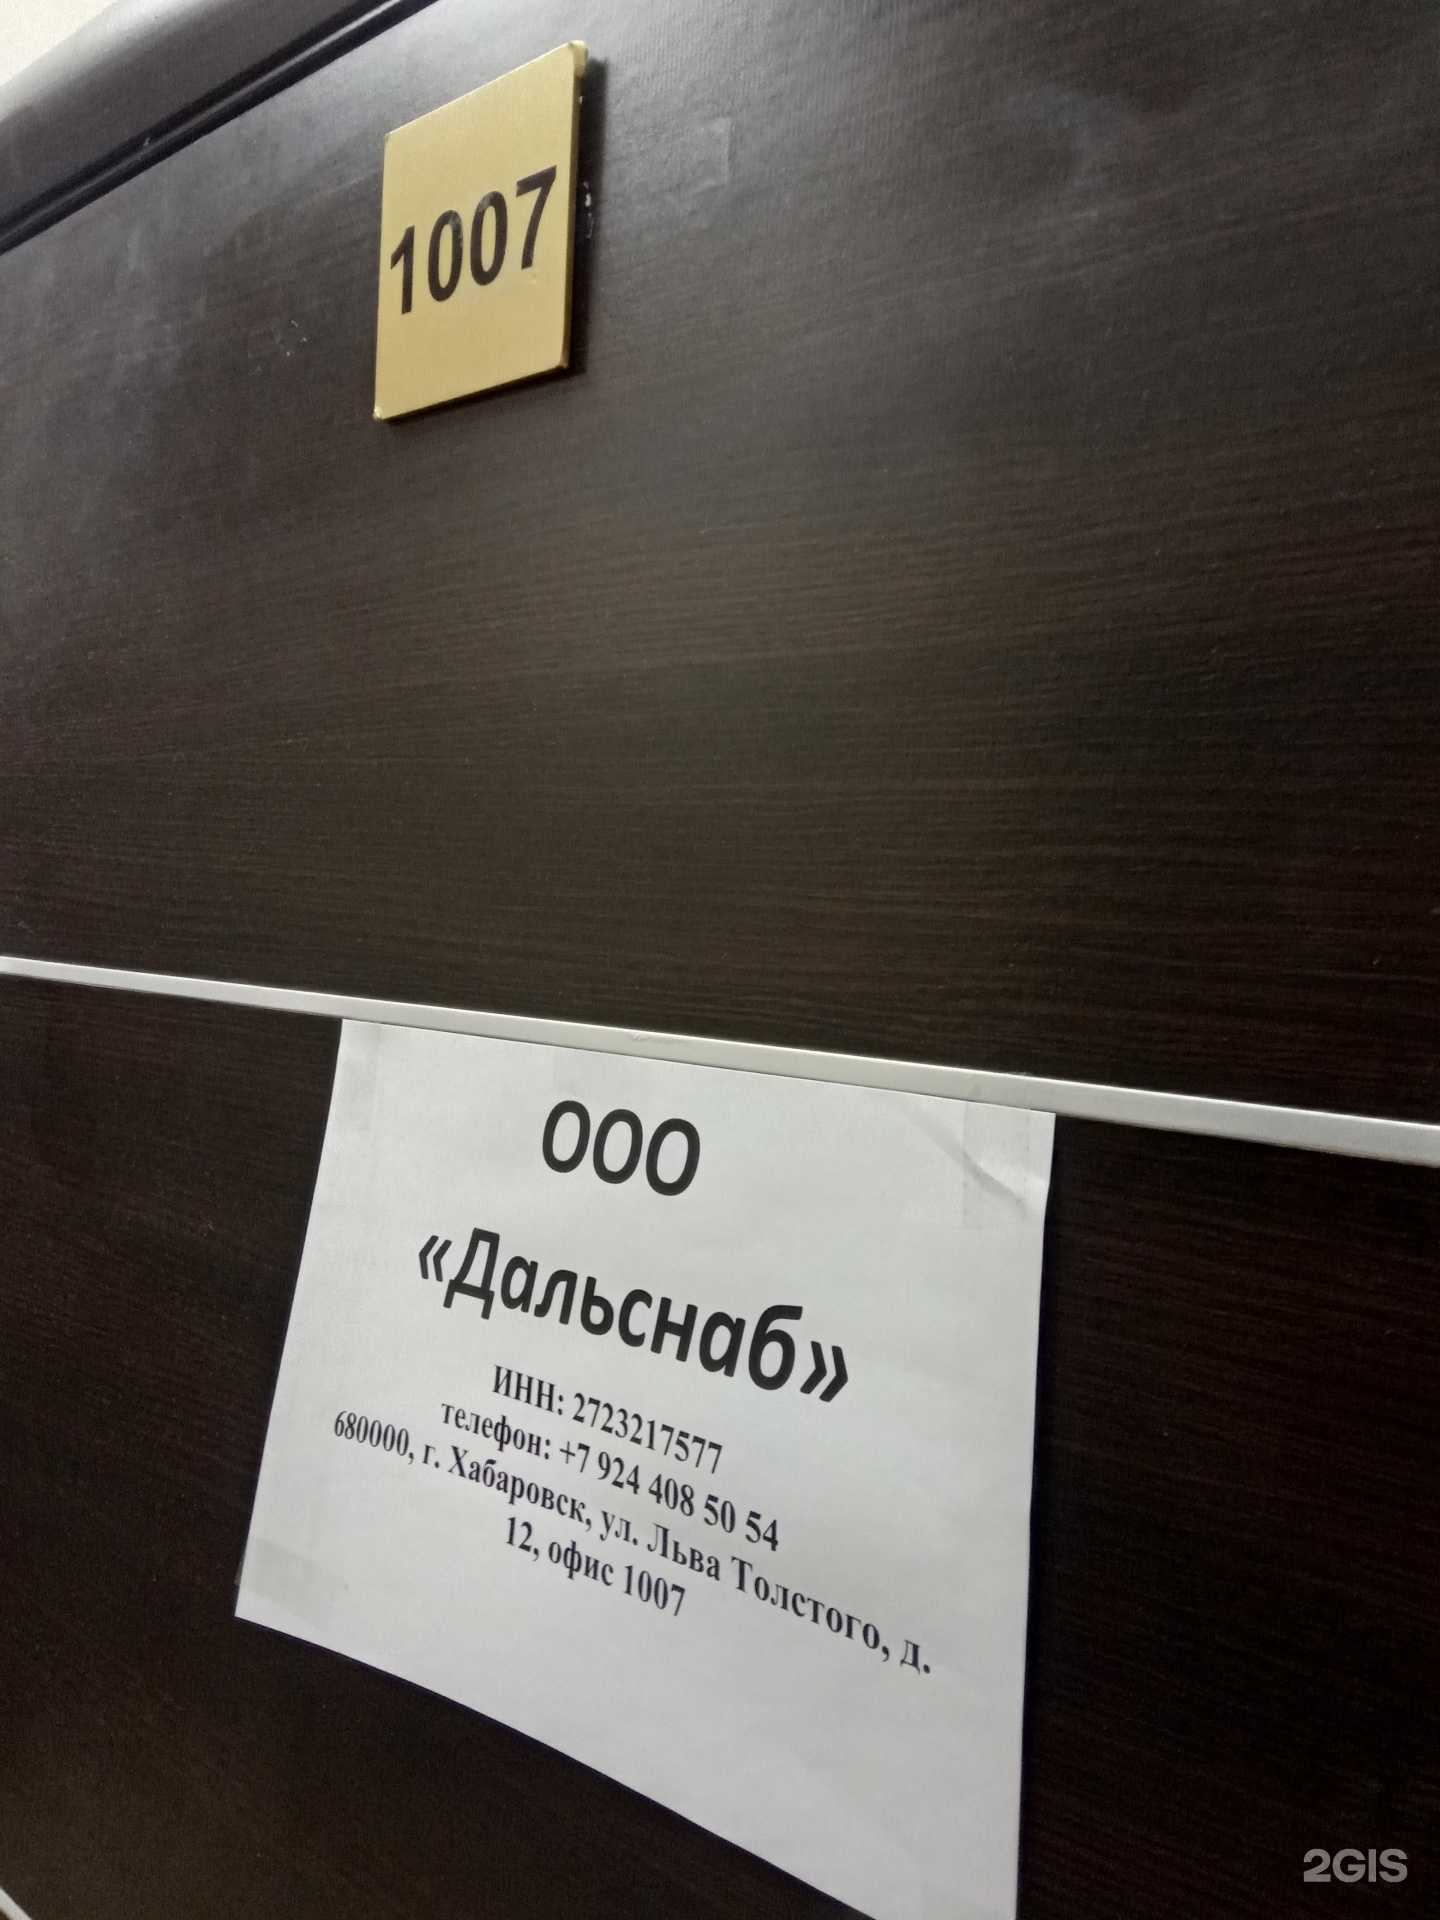 1007
ООО
«Дальснаб»
ИНН: 2723217577
телефон: +7 924 408 50 54
680000, г. Хабаровск, ул. Льва Толстого, д.
12, офис 1007
2GIS